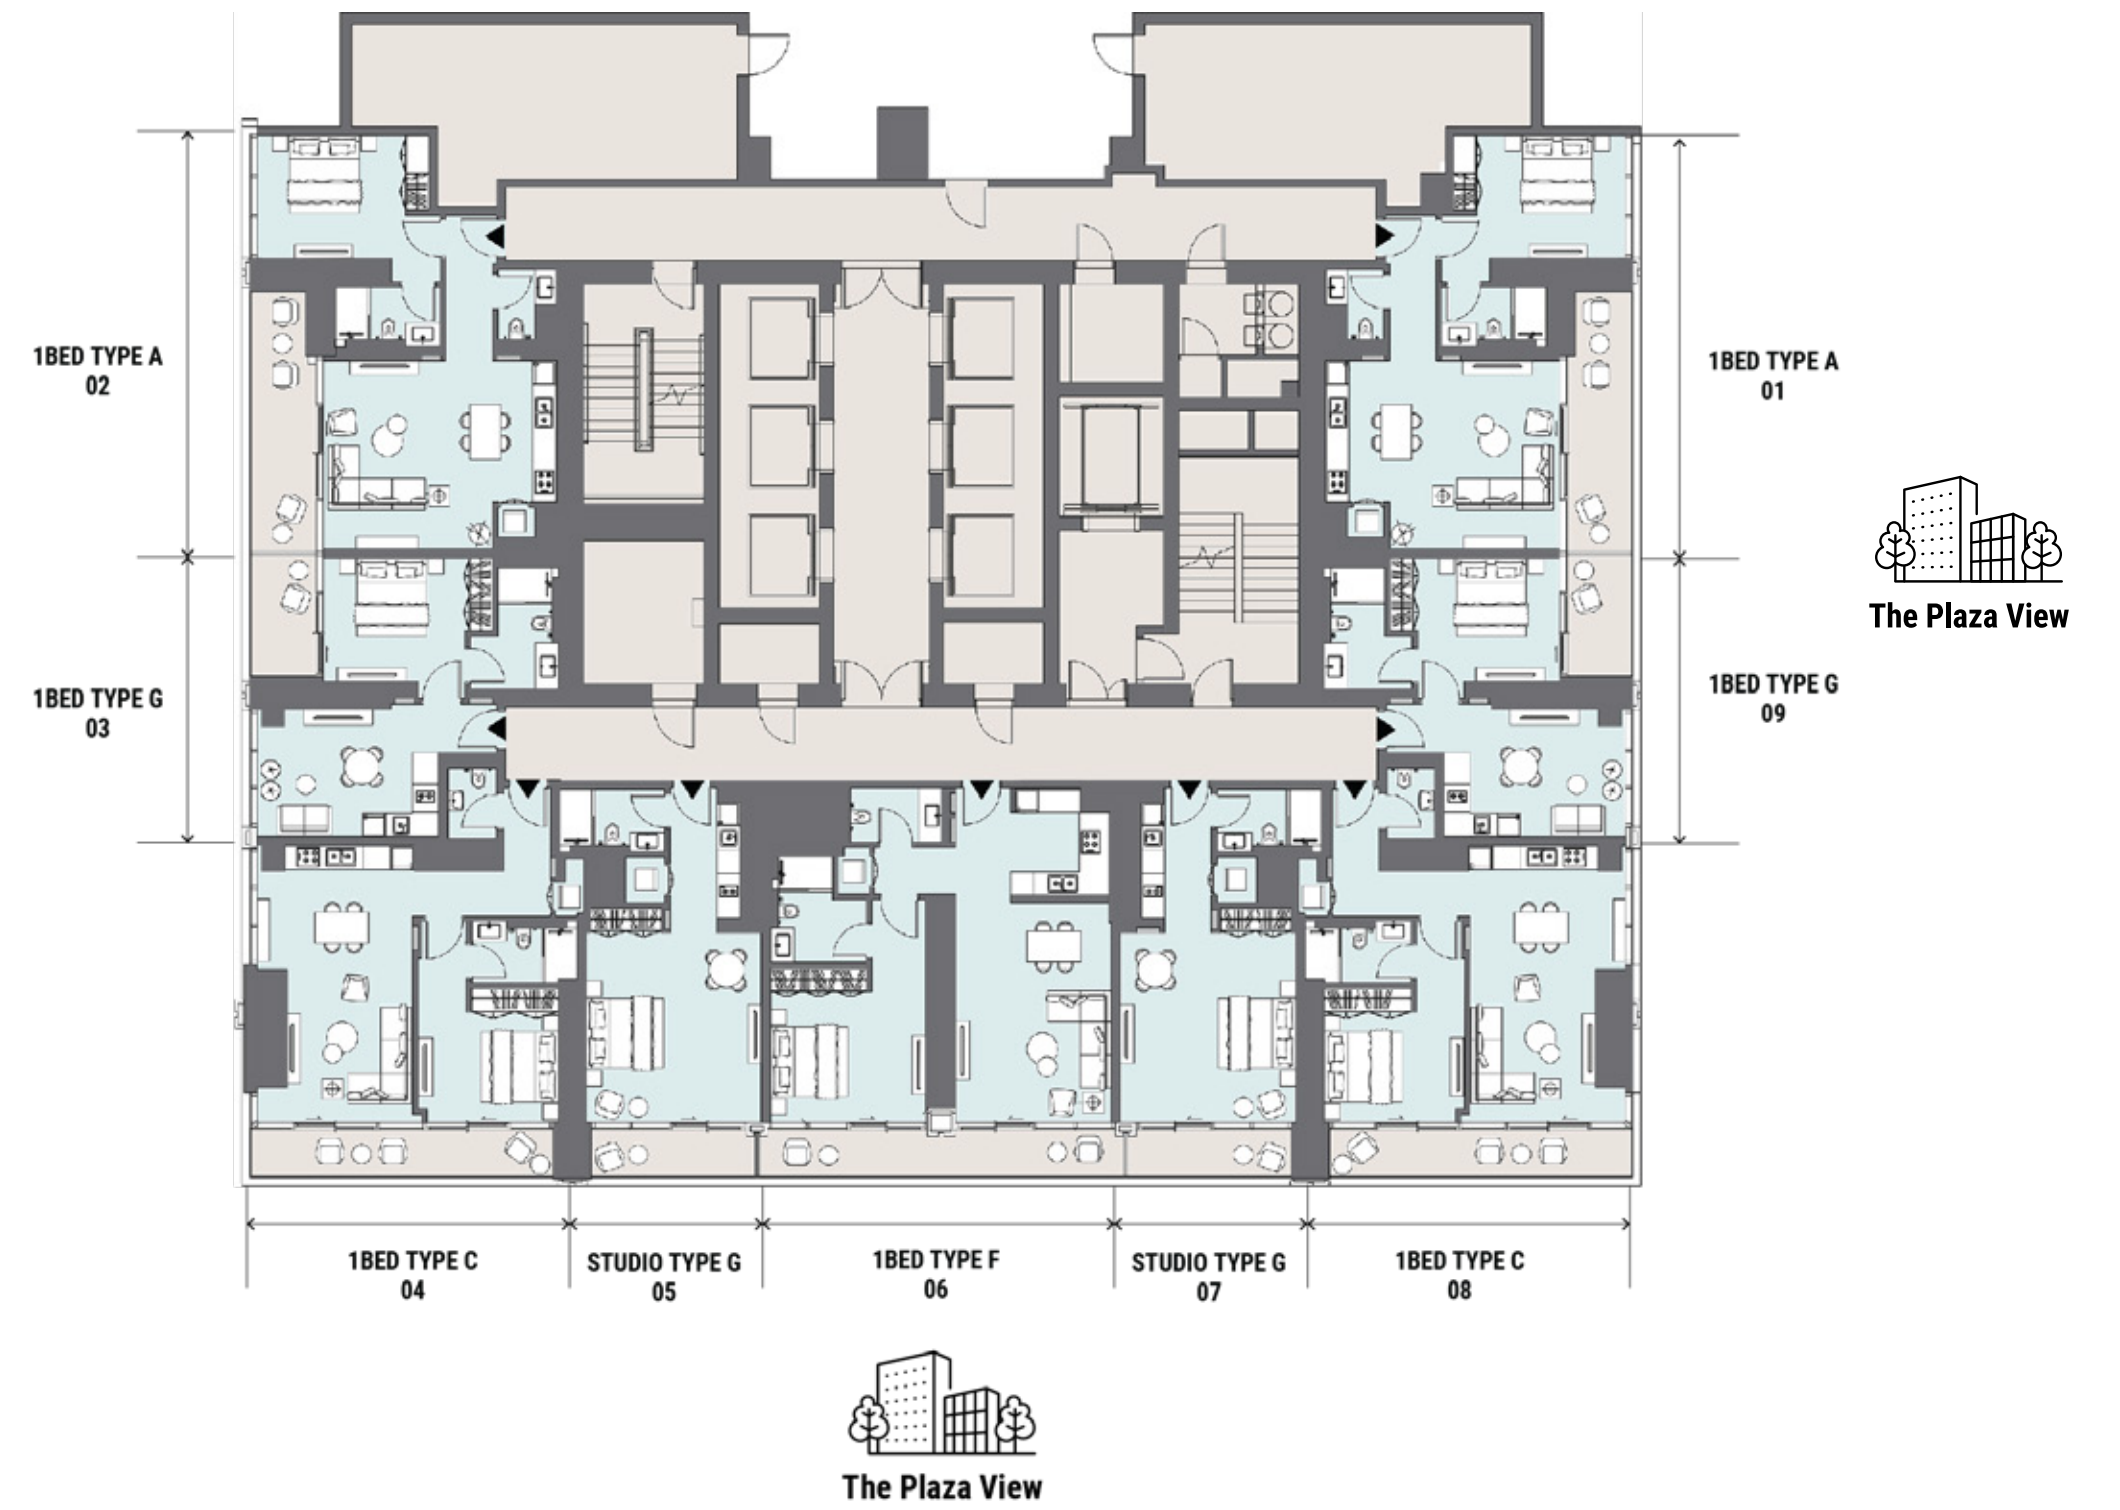 1BED TYPE A
02
1BED TYPE A
01
The Plaza View
1BED TYPE G
03
1BED TYPE G
09
1BED TYPE C
04
STUDIO TYPE G
05
1BED TYPE F
06
STUDIO TYPE G
07
1BED TYPE C
08
The Plaza View